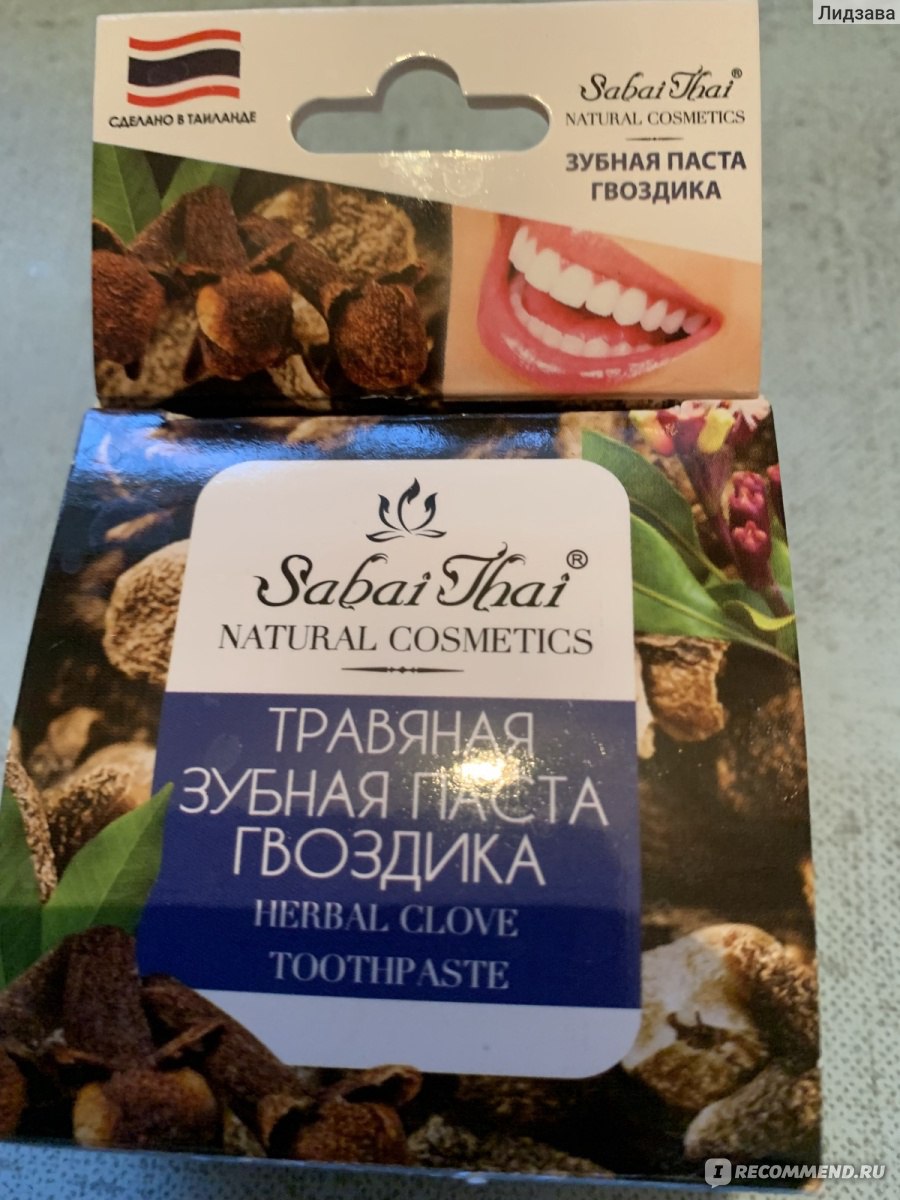 Лидзава
СДЕЛАНО В ТАИЛАНДЕ
Sabai Thai®
NATURAL COSMETICS
ЗУБНАЯ ПАСТА
ГВОЗДИКА
Sabai Thai®
NATURAL COSMETICS
ТРАВЯНАЯ
ЗУБНАЯ ПАСТА
ГВОЗДИКА
HERBAL CLOVE
TOOTHPASTE
IRECOMMEND.RU